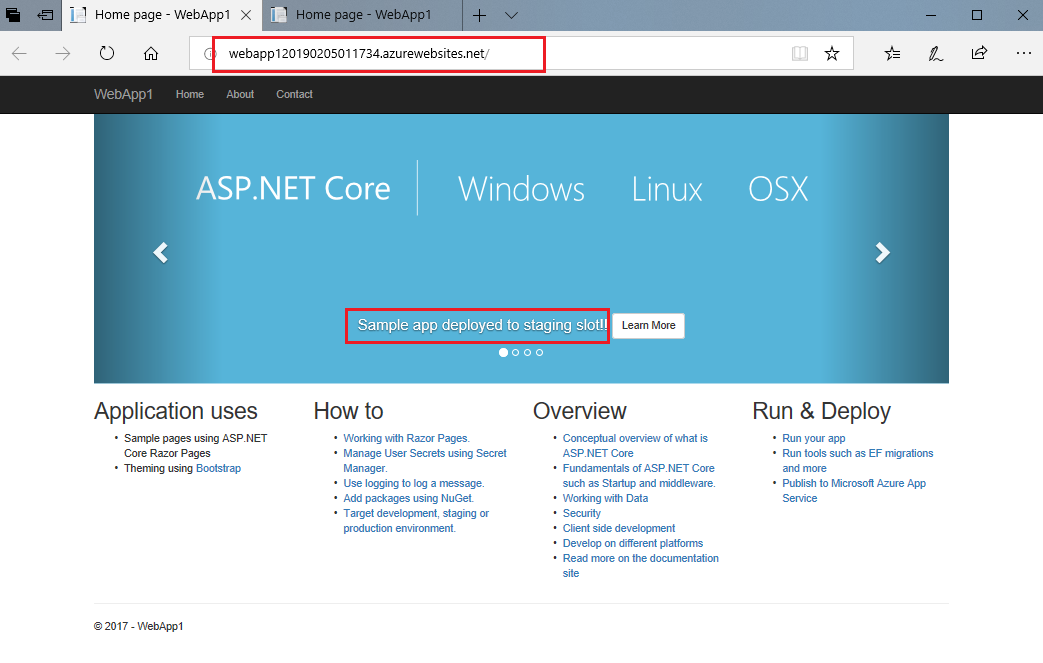 Home page - WebApp1
Home page - WebApp1
webapp120190205011734.azurewebsites.net/
WebApp1 Home About Contact
ASP.NET Core Windows Linux OSX
Sample app deployed to staging slot!! Learn More
Application uses
• Sample pages using ASP.NET
Core Razor Pages
• Theming using Bootstrap
How to
• Working with Razor Pages.
• Manage User Secrets using Secret
Manager.
• Use logging to log a message.
• Add packages using NuGet.
• Target development, staging or
production environment.
Overview
• Conceptual overview of what is
ASP.NET Core
• Fundamentals of ASP.NET Core
such as Startup and middleware.
• Working with Data
• Security
• Client side development
• Develop on different platforms
• Read more on the documentation
site
Run & Deploy
• Run your app
• Run tools such as EF migrations
and more
• Publish to Microsoft Azure App
Service
© 2017 - WebApp1